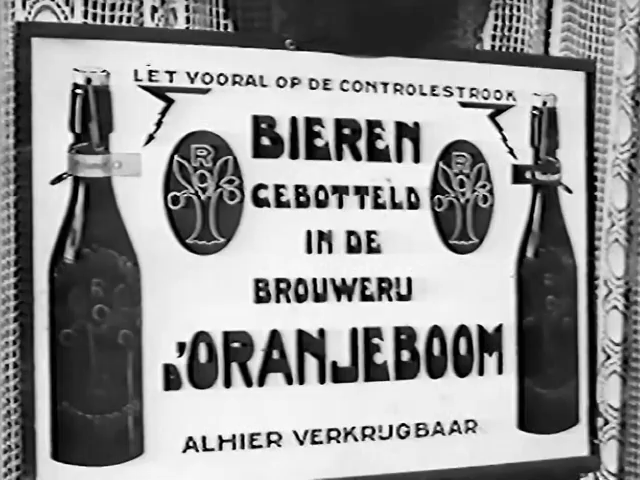 LET VOORAL OP DE CONTROLESTROOK
BIEREN
GEBOTTELD
IN DE
BROUWERIJ
D'ORANJEBOOM
ALHIER VERKRIJGBAAR
R
O
B
R
O
B